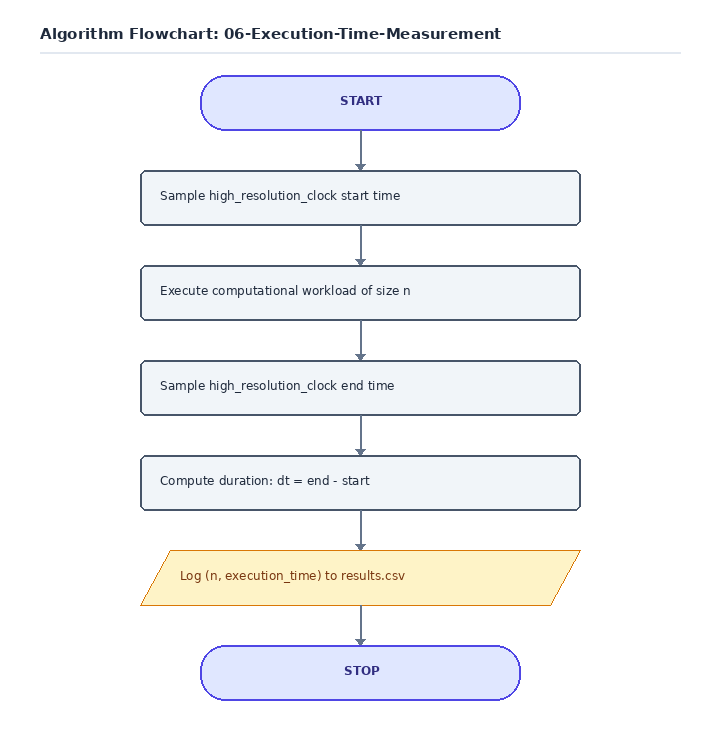 Algorithm Flowchart: 06-Execution-Time-Measurement
START
Sample high_resolution_clock start time
Execute computational workload of size n
Sample high_resolution_clock end time
Compute duration: dt = end - start
Log (n, execution_time) to results.csv
STOP